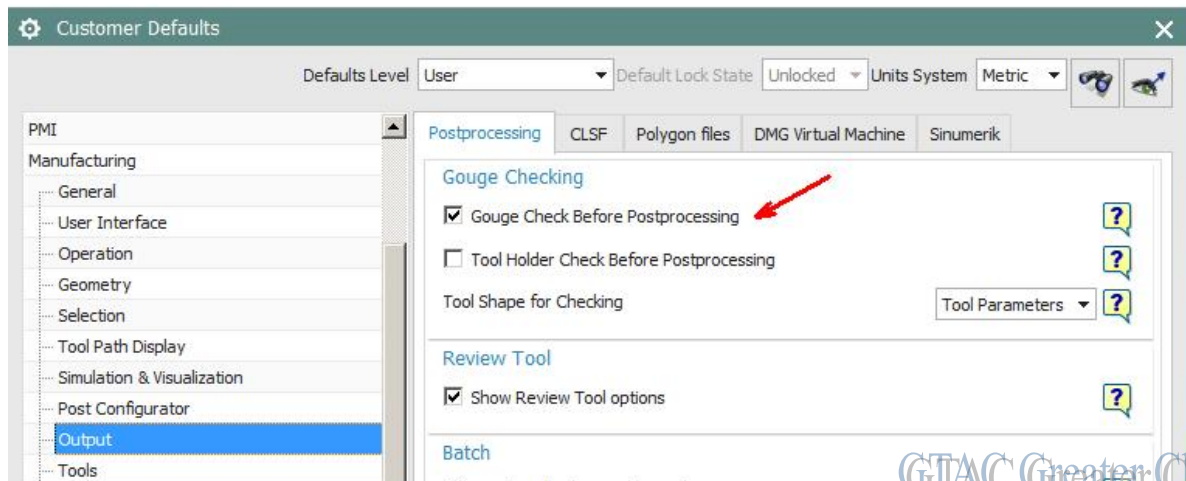 Customer Defaults
Defaults Level User Default Lock State Unlocked Units System Metric
PMI
Manufacturing
General
User Interface
Operation
Geometry
Selection
Tool Path Display
Simulation & Visualization
Post Configurator
Output
Tools
Postprocessing CLSF Polygon files DMG Virtual Machine Sinumerik
Gouge Checking
Gouge Check Before Postprocessing ?
Tool Holder Check Before Postprocessing ?
Tool Shape for Checking Tool Parameters ?
Review Tool
Show Review Tool options ?
Batch
GTAC Greater C